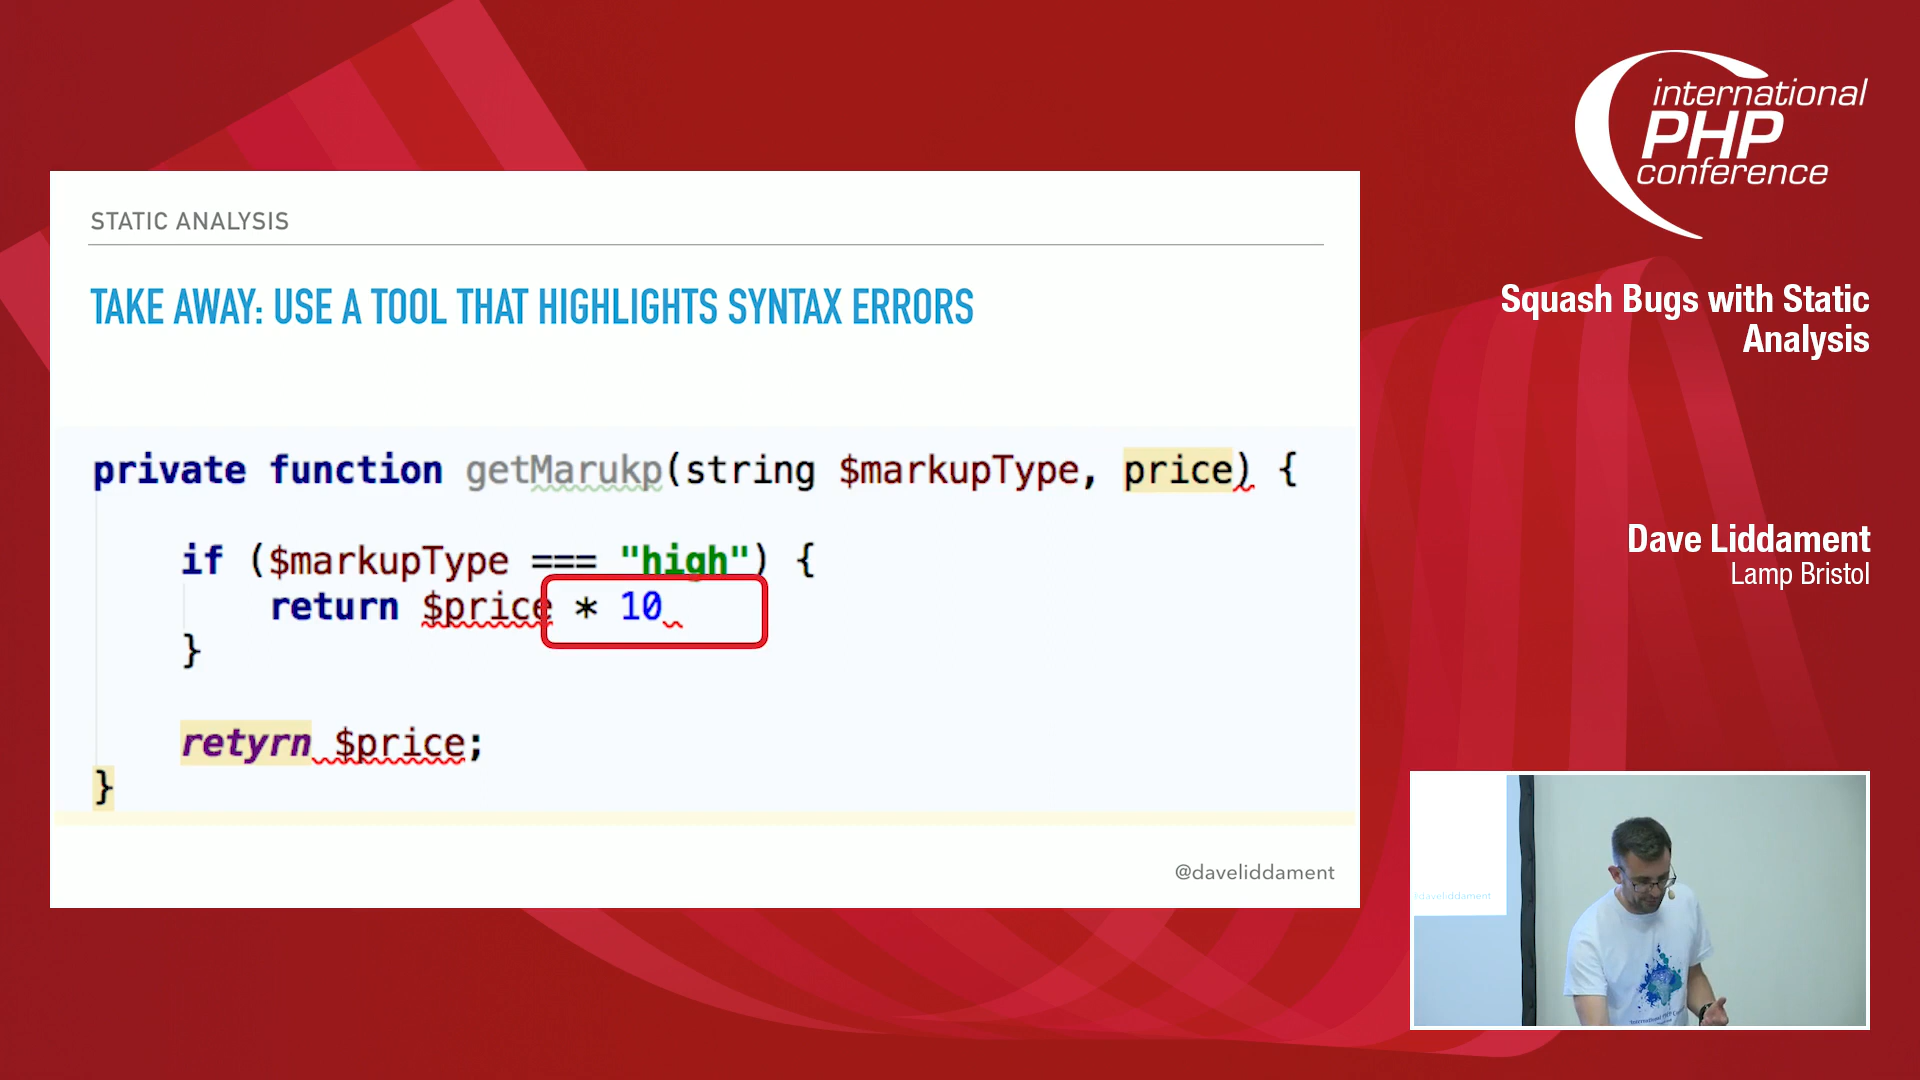 STATIC ANALYSIS
TAKE AWAY: USE A TOOL THAT HIGHLIGHTS SYNTAX ERRORS
private function getMarukp(string $markupType, price) {
if ($markupType === "high") {
return $price * 10
}
retyrn $price;
}
@daveliddament
international
PHP
conference
Squash Bugs with Static
Analysis
Dave Liddament
Lamp Bristol
daveliddament